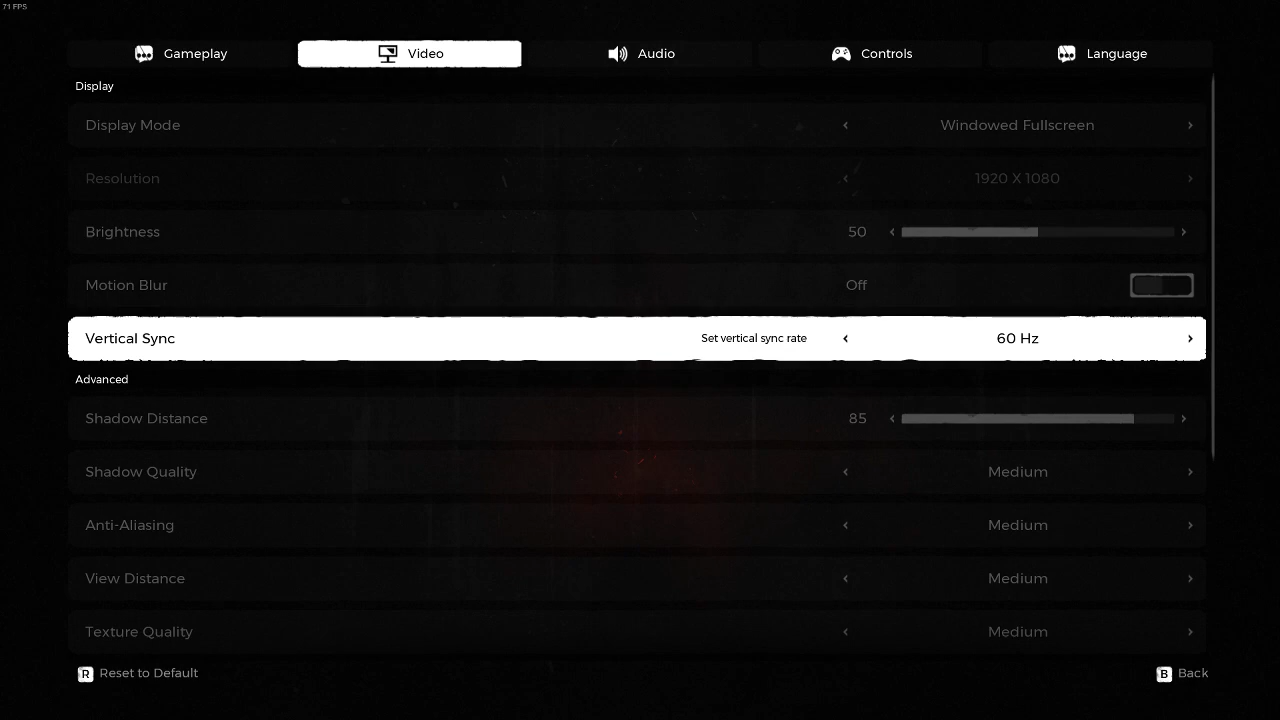 71 FPS
Gameplay Video Audio Controls Language
Display
Display Mode Windowed Fullscreen
Resolution 1920 X 1080
Brightness 50
Motion Blur Off
Vertical Sync Set vertical sync rate 60 Hz
Advanced
Shadow Distance 85
Shadow Quality Medium
Anti-Aliasing Medium
View Distance Medium
Texture Quality Medium
R Reset to Default B Back